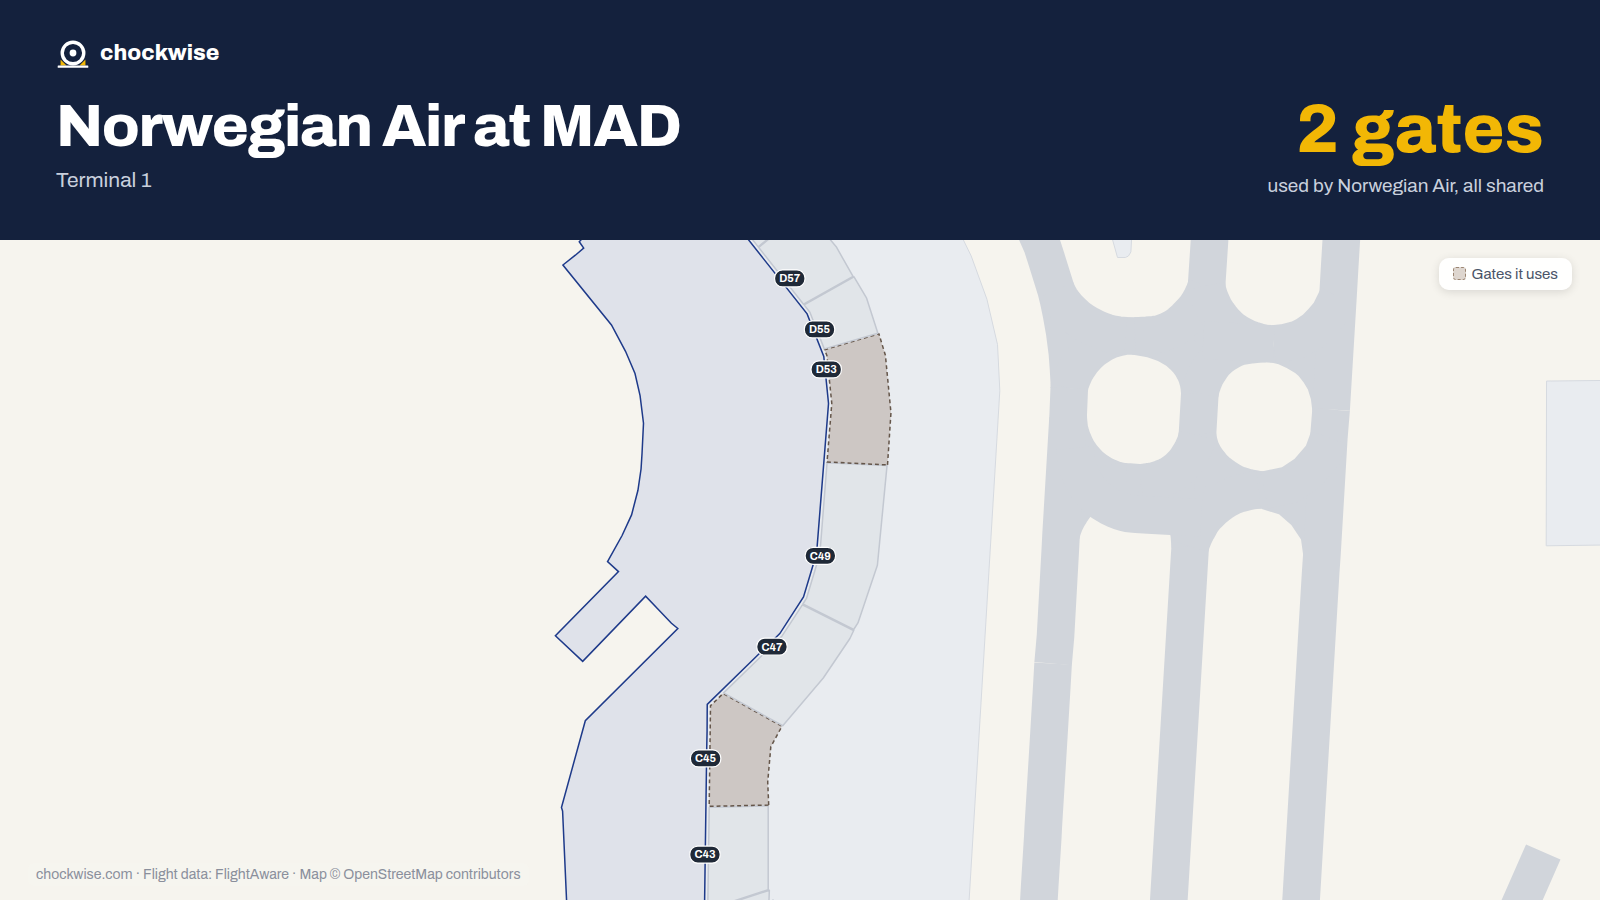 chockwise
Norwegian Air at MAD
Terminal 1
2 gates
used by Norwegian Air, all shared
Gates it uses
D57
D55
D53
C49
C47
C45
C43
chockwise.com · Flight data: FlightAware · Map © OpenStreetMap contributors